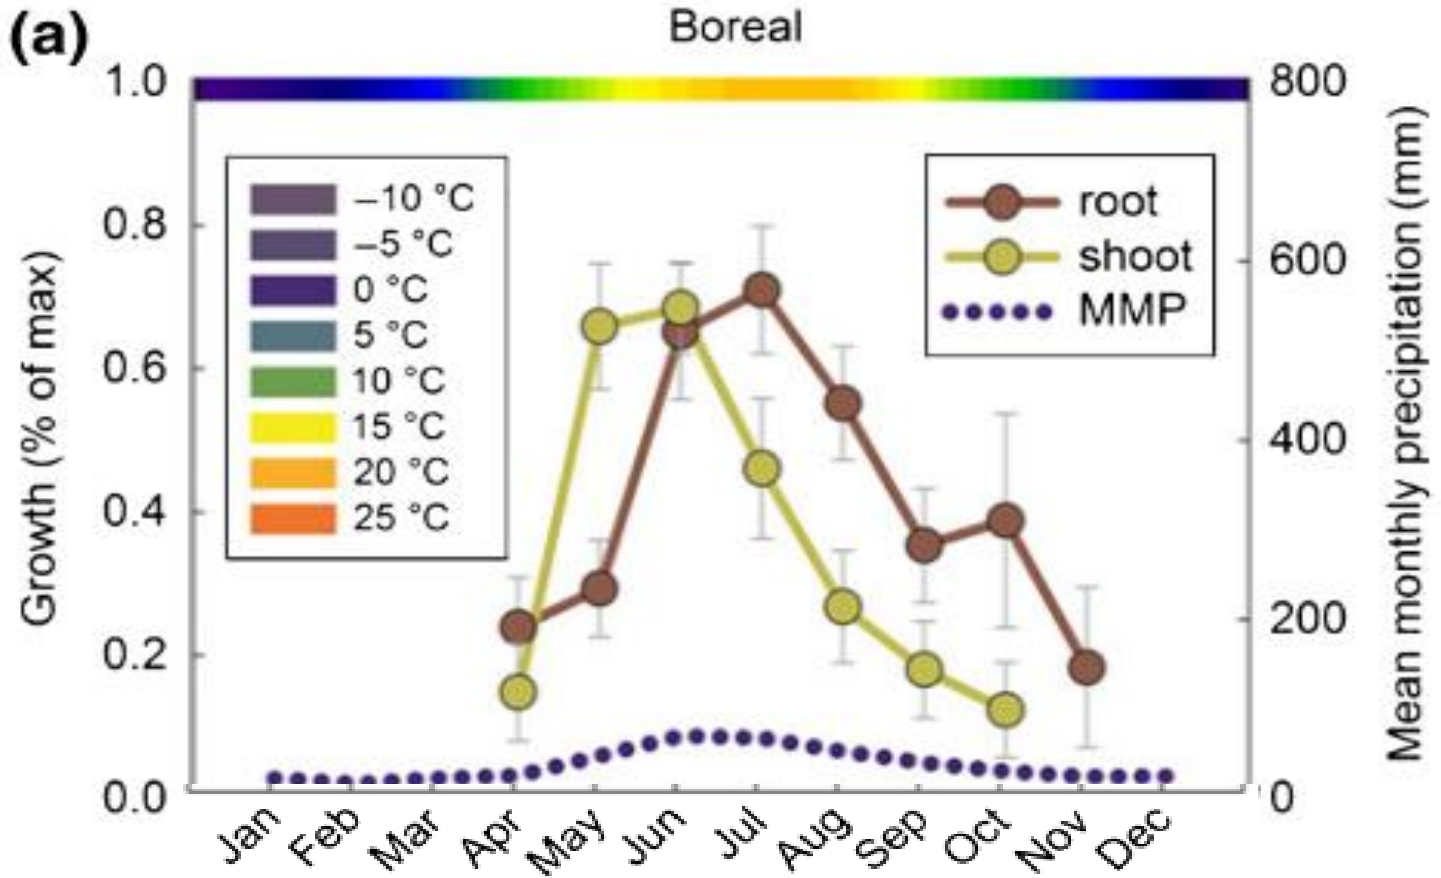 (a)
Boreal
1.0
0.8
0.6
0.4
0.2
0.0
Growth (% of max)
–10 °C
–5 °C
0 °C
5 °C
10 °C
15 °C
20 °C
25 °C
root
shoot
MMP
800
600
400
200
0
Mean monthly precipitation (mm)
Jan
Feb
Mar
Apr
May
Jun
Jul
Aug
Sep
Oct
Nov
Dec